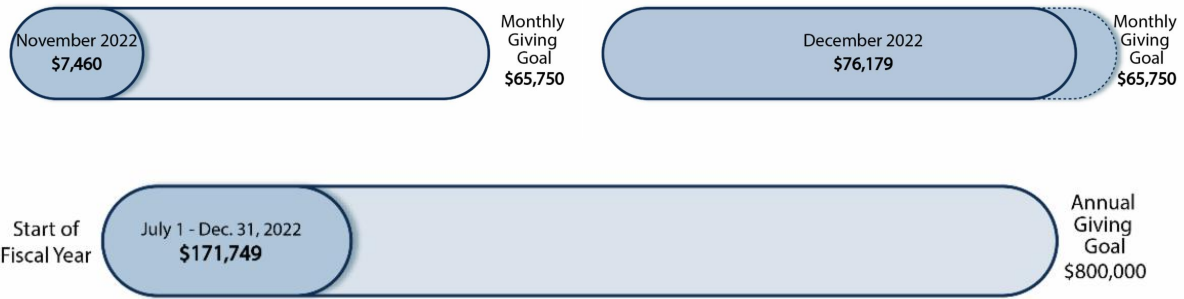 November 2022
$7,460
Monthly
Giving
Goal
$65,750
December 2022
$76,179
Monthly
Giving
Goal
$65,750
Start of
Fiscal Year
July 1 - Dec. 31, 2022
$171,749
Annual
Giving
Goal
$800,000